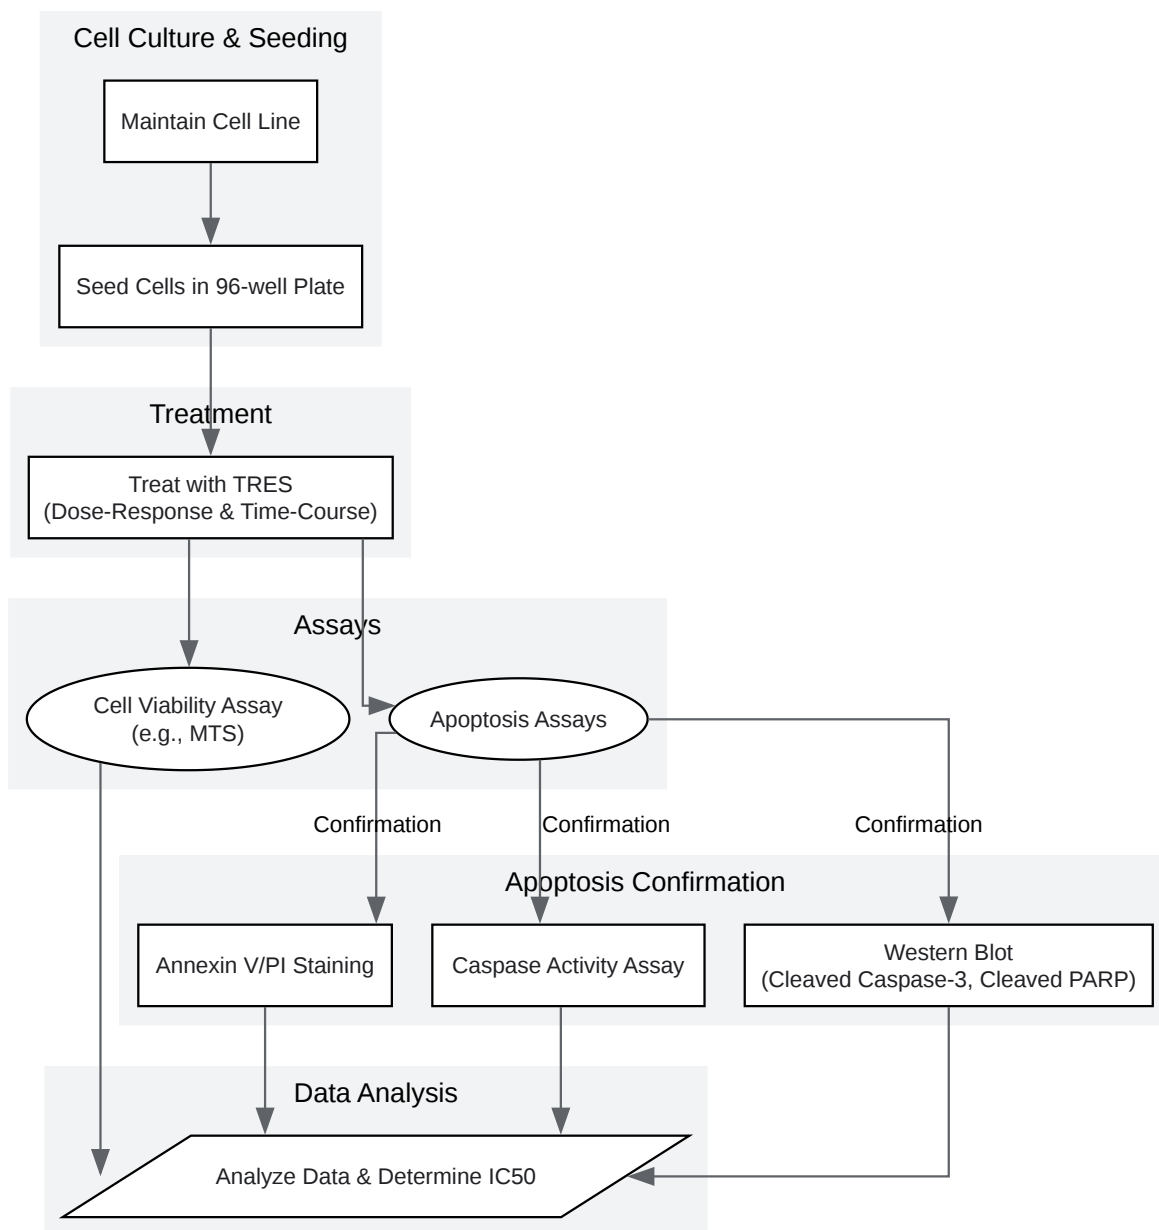 Cell Culture & Seeding
Maintain Cell Line
Seed Cells in 96-well Plate
Treatment
Treat with TRES
(Dose-Response & Time-Course)
Assays
Cell Viability Assay
(e.g., MTS)
Apoptosis Assays
Confirmation
Confirmation
Confirmation
Apoptosis Confirmation
Annexin V/PI Staining
Caspase Activity Assay
Western Blot
(Cleaved Caspase-3, Cleaved PARP)
Data Analysis
Analyze Data & Determine IC50